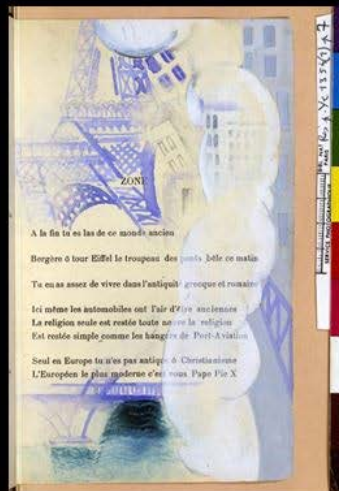 ZONE
A la fin tu es las de ce monde ancien
Bergère ô tour Eiffel le troupeau des ponts bêle ce matin
Tu en as assez de vivre dans l'antiquité grecque et romaine
Ici même les automobiles ont l'air d'être anciennes
La religion seule est restée toute neuve la religion
Est restée simple comme les hangars de Port-Aviation
Seul en Europe tu n'es pas antique ô Christianisme
L'Européen le plus moderne c'est vous Pape Pie X
BIBL. NAT.
PARIS
SERVICE PHOTOGRAPHIQUE